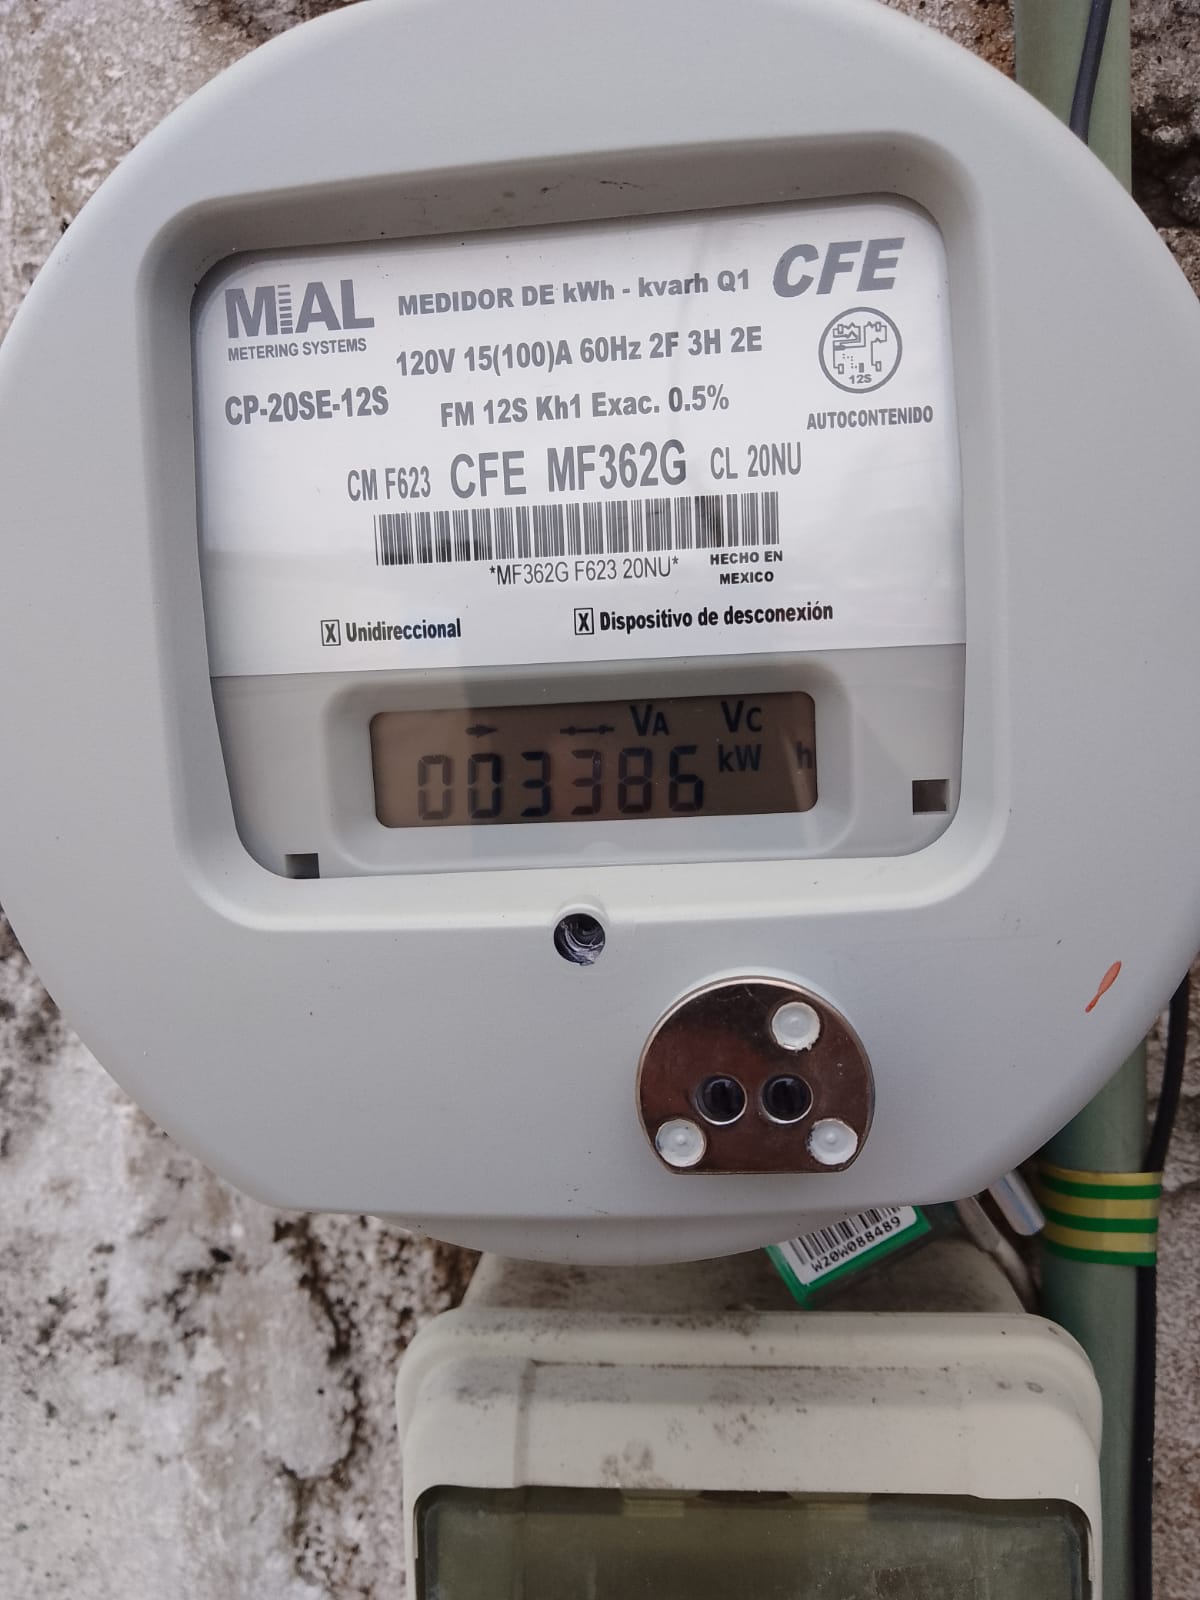 MIAL
METERING SYSTEMS
MEDIDOR DE kWh - kvarh Q1
CFE
120V 15(100)A 60Hz 2F 3H 2E
12S
CP-20SE-12S
FM 12S Kh1 Exac. 0.5%
AUTOCONTENIDO
CM F623 CFE MF362G CL 20NU
*MF362G F623 20NU*
HECHO EN
MEXICO
X Unidireccional
X Dispositivo de desconexión
VA VC
003386 kW h
W20W088489